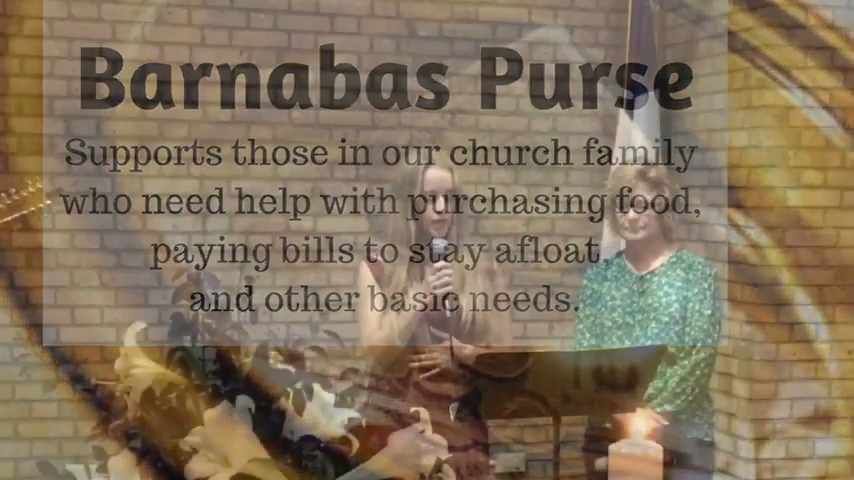 Barnabas Purse
Supports those in our church family
who need help with purchasing food,
paying bills to stay afloat
and other basic needs.